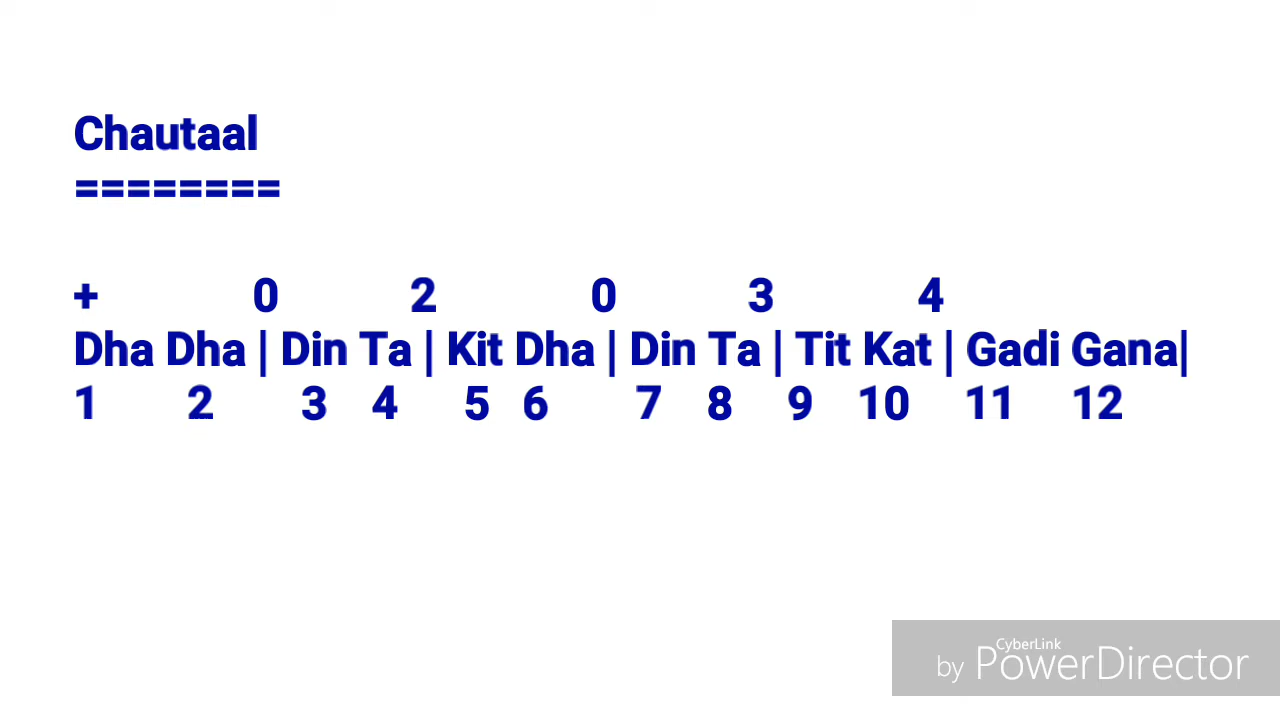 Chautaal
========
+ 0 2 0 3 4
Dha Dha | Din Ta | Kit Dha | Din Ta | Tit Kat | Gadi Gana|
1 2 3 4 5 6 7 8 9 10 11 12
CyberLink
by PowerDirector